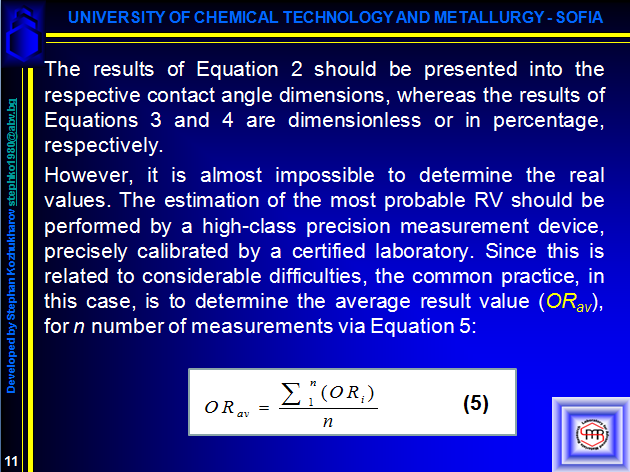 UNIVERSITY OF CHEMICAL TECHNOLOGY AND METALLURGY - SOFIA
The results of Equation 2 should be presented into the
respective contact angle dimensions, whereas the results of
Equations 3 and 4 are dimensionless or in percentage,
respectively.
However, it is almost impossible to determine the real
values. The estimation of the most probable RV should be
performed by a high-class precision measurement device,
precisely calibrated by a certified laboratory. Since this is
related to considerable difficulties, the common practice, in
this case, is to determine the average result value (ORav),
for n number of measurements via Equation 5:
ORav = ∑ 1 n (ORi) / n (5)
Developed by Stephan Kozhukharov stephko1980@abv.bg
11